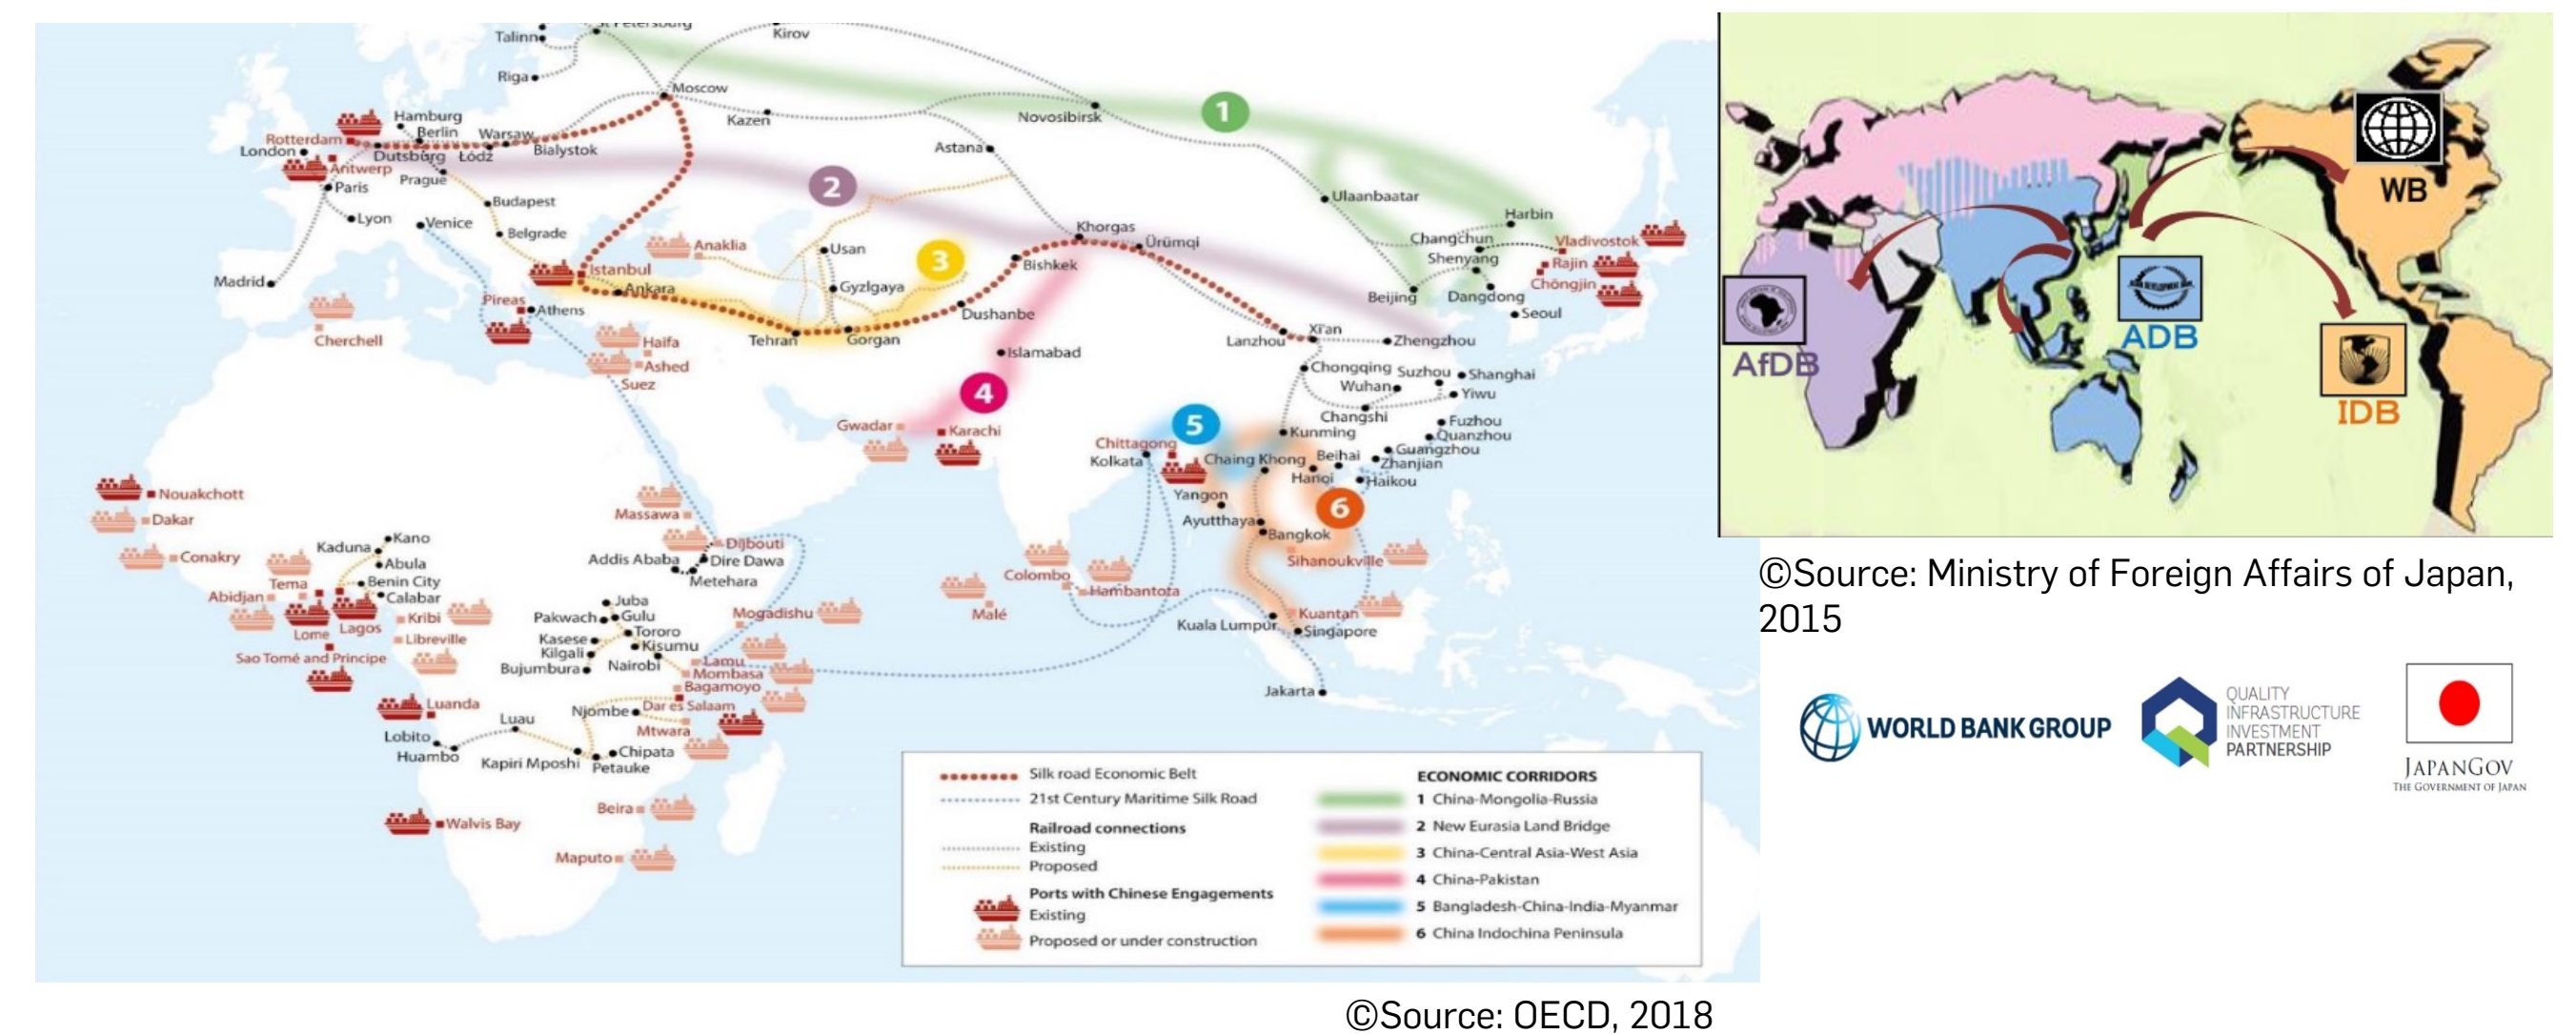 St Petersburg
Talinn
Kirov
Riga
Moscow
Kazen
Novosibirsk
1
Hamburg
Berlin
Warsaw
Rotterdam
London
Dutsburg
Łódź
Bialystok
Antwerp
Prague
Paris
Astana
2
Ulaanbaatar
Lyon
Venice
Budapest
Belgrade
Khorgas
Ürümqi
Harbin
Changchun
Vladivostok
Shenyang
Rajin
Chongjin
Anaklia
Usan
3
Bishkek
Madrid
Istanbul
Ankara
Gyzlgaya
Beijing
Dangdong
Seoul
Pireas
Athens
Dushanbe
Cherchell
Haifa
Tehran
Gorgan
Lanzhou
Xi'an
Zhengzhou
Ashed
Suez
Islamabad
Chongqing
Suzhou
Shanghai
Wuhan
Yiwu
4
Changshi
Gwadar
Karachi
5
Kunming
Fuzhou
Quanzhou
Chittagong
Kolkata
Chaing Khong
Beihai
Guangzhou
Zhanjian
Hanoi
Haikou
Nouakchott
Massawa
Yangon
6
Dakar
Ayutthaya
Bangkok
Kano
Kaduna
Abula
Conakry
Djibouti
Addis Ababa
Dire Dawa
Metehara
Sihanoukville
Tema
Benin City
Calabar
Abidjan
Colombo
Hambantota
Lome
Lagos
Kribi
Libreville
Juba
Pakwach
Gulu
Mogadishu
Malé
Kuantan
Kuala Lumpur
Singapore
Sao Tomé and Principe
Tororo
Kasese
Kisumu
Kilgali
Bujumbura
Nairobi
Lamu
Mombasa
Bagamoyo
Jakarta
Luanda
Njombe
Dar es Salaam
Luau
Mtwara
Lobito
Huambo
Kapiri Mposhi
Chipata
Petauke
Beira
Walvis Bay
Maputo
Silk road Economic Belt
21st Century Maritime Silk Road
Railroad connections
Existing
Proposed
Ports with Chinese Engagements
Existing
Proposed or under construction
ECONOMIC CORRIDORS
1 China-Mongolia-Russia
2 New Eurasia Land Bridge
3 China-Central Asia-West Asia
4 China-Pakistan
5 Bangladesh-China-India-Myanmar
6 China Indochina Peninsula
©Source: OECD, 2018
WB
AfDB
ADB
IDB
©Source: Ministry of Foreign Affairs of Japan,
2015
WORLD BANK GROUP
QUALITY
INFRASTRUCTURE
INVESTMENT
PARTNERSHIP
JAPANGOV
THE GOVERNMENT OF JAPAN